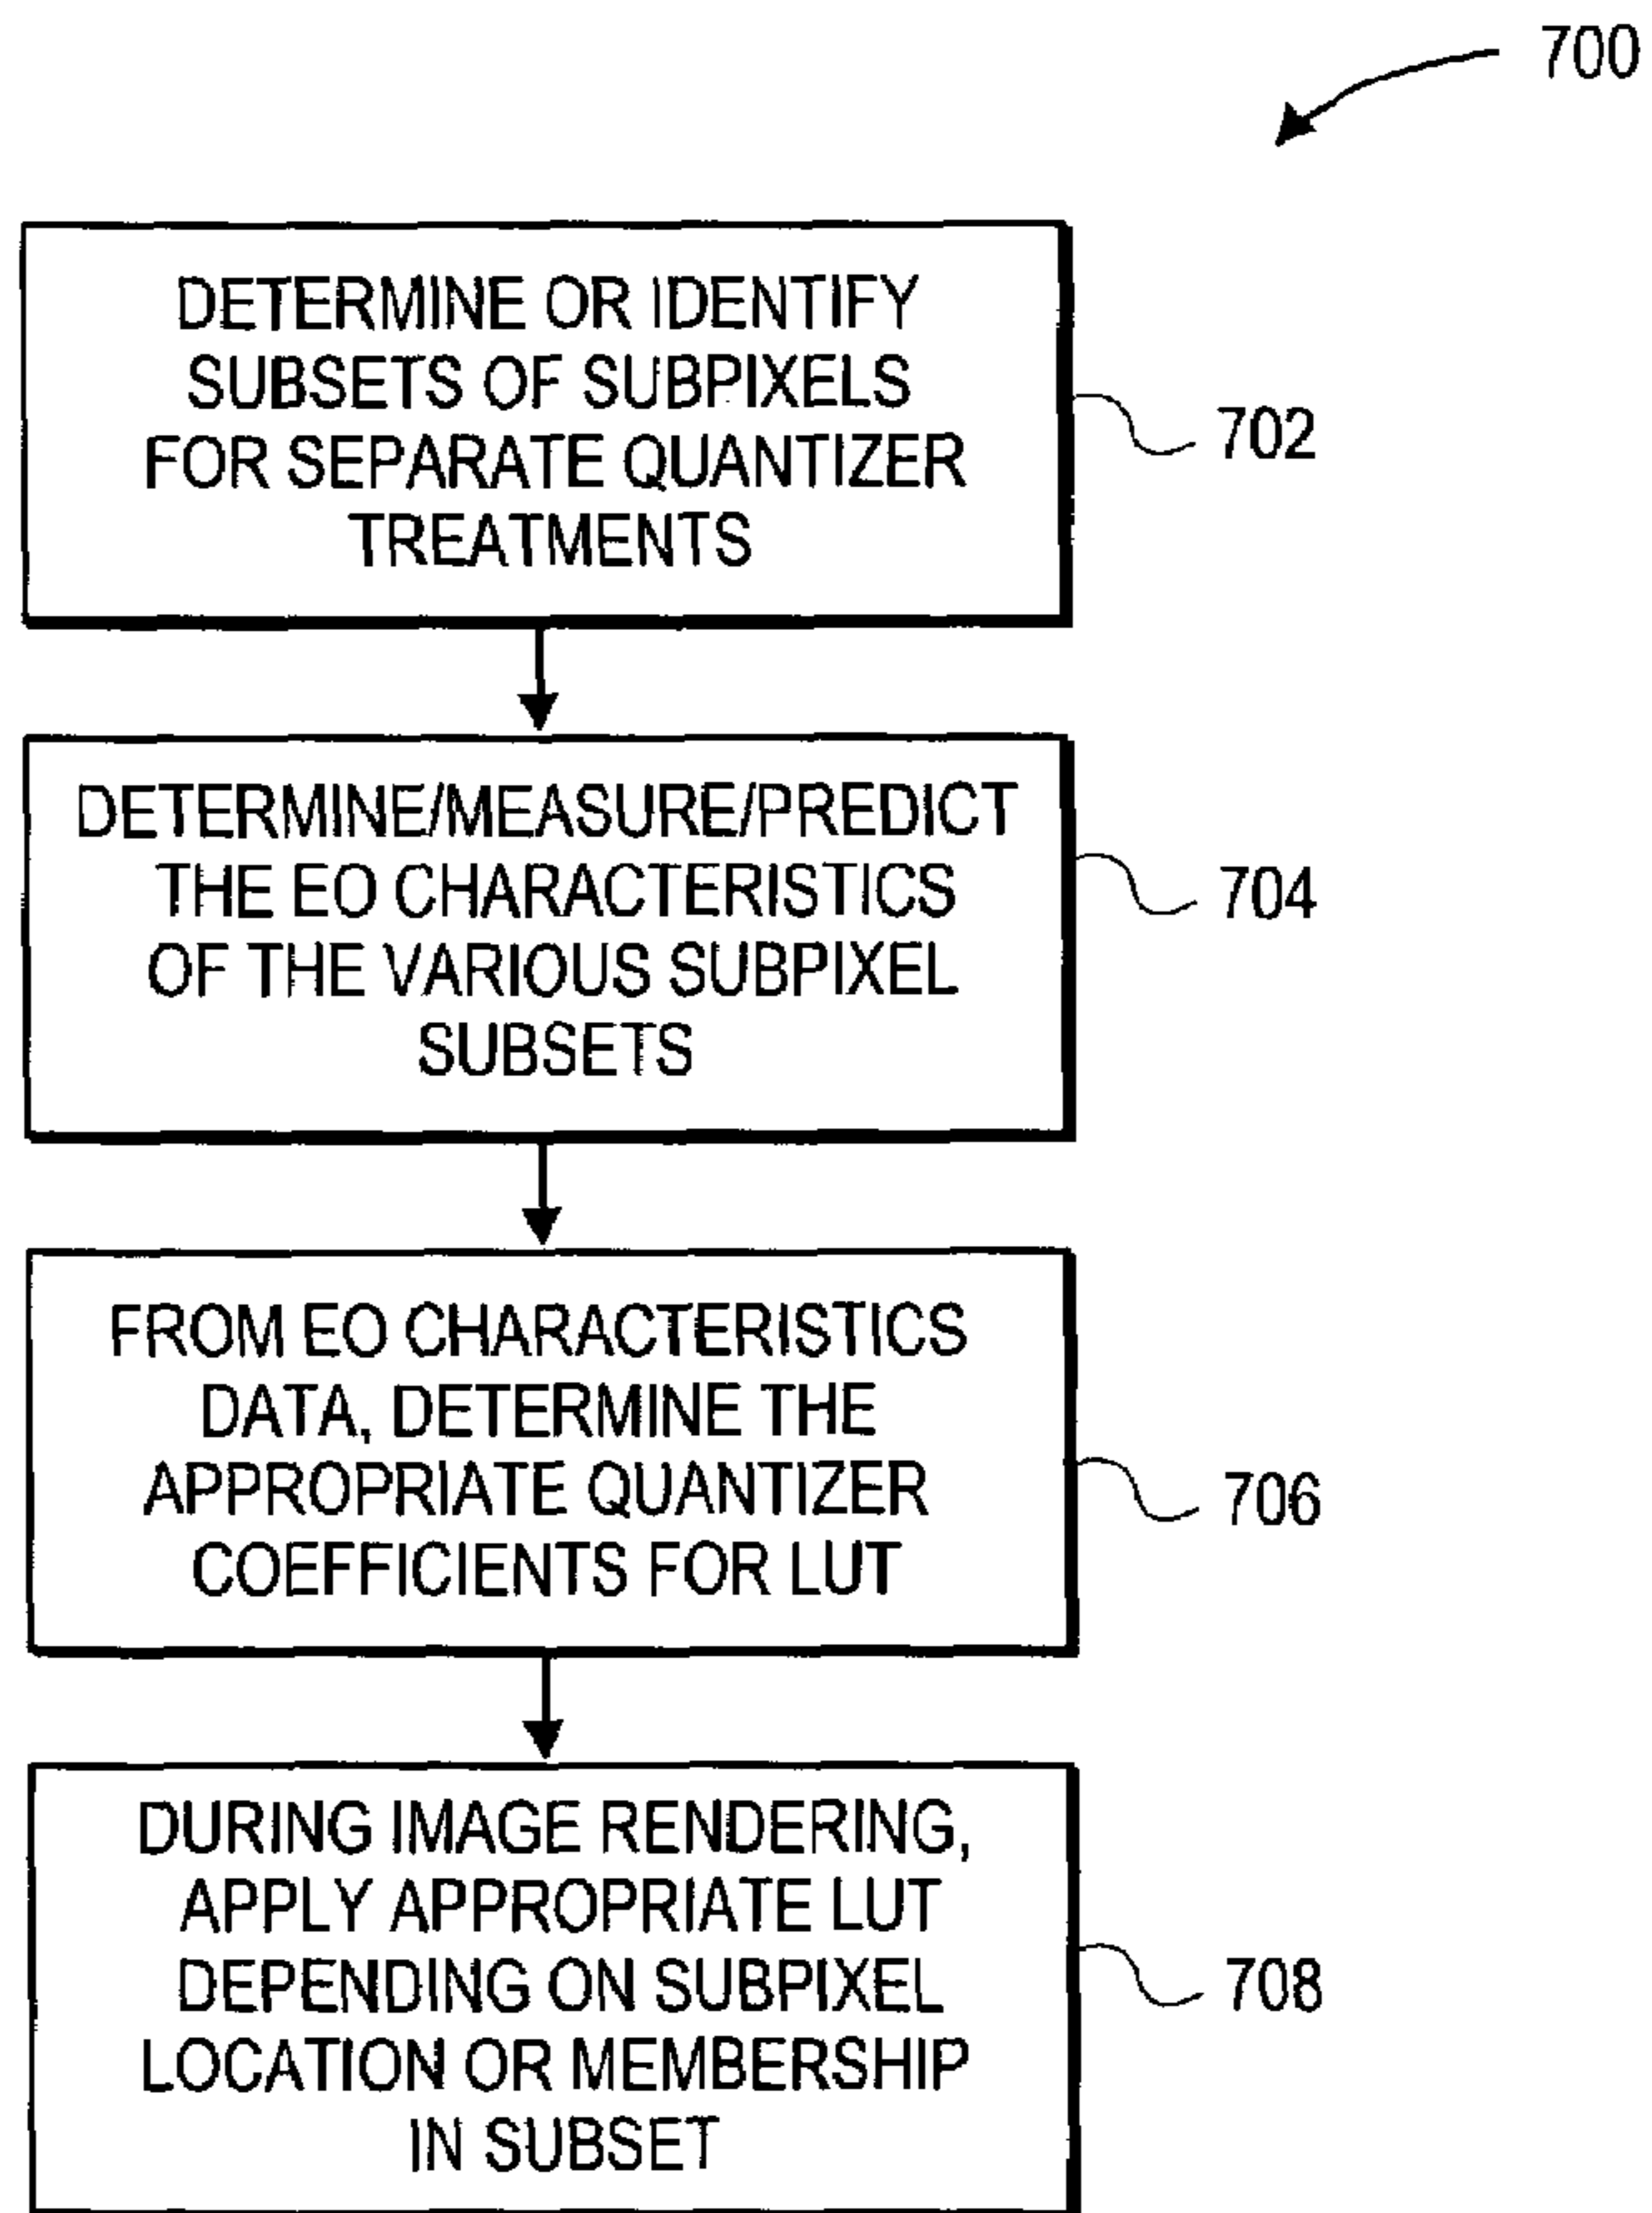 700
DETERMINE OR IDENTIFY
SUBSETS OF SUBPIXELS
FOR SEPARATE QUANTIZER
TREATMENTS
702
DETERMINE/MEASURE/PREDICT
THE EO CHARACTERISTICS
OF THE VARIOUS SUBPIXEL
SUBSETS
704
FROM EO CHARACTERISTICS
DATA, DETERMINE THE
APPROPRIATE QUANTIZER
COEFFICIENTS FOR LUT
706
DURING IMAGE RENDERING,
APPLY APPROPRIATE LUT
DEPENDING ON SUBPIXEL
LOCATION OR MEMBERSHIP
IN SUBSET
708